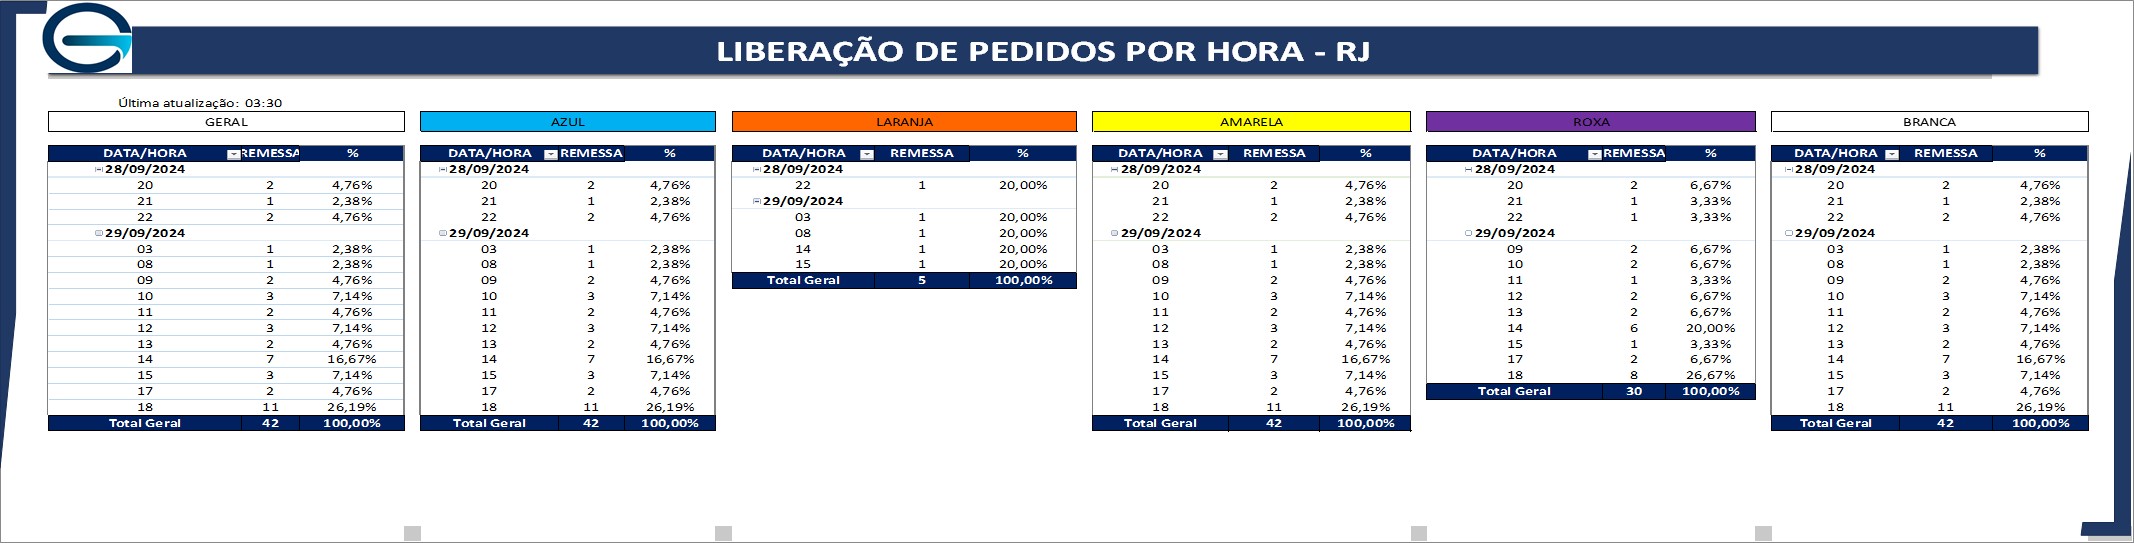 LIBERAÇÃO DE PEDIDOS POR HORA - RJ
Última atualização: 03:30
GERAL
DATA/HORA REMESSA %
28/09/2024
20 2 4,76%
21 1 2,38%
22 2 4,76%
29/09/2024
03 1 2,38%
08 1 2,38%
09 2 4,76%
10 3 7,14%
11 2 4,76%
12 3 7,14%
13 2 4,76%
14 7 16,67%
15 3 7,14%
17 2 4,76%
18 11 26,19%
Total Geral 42 100,00%
AZUL
DATA/HORA REMESSA %
28/09/2024
20 2 4,76%
21 1 2,38%
22 2 4,76%
29/09/2024
03 1 2,38%
08 1 2,38%
09 2 4,76%
10 3 7,14%
11 2 4,76%
12 3 7,14%
13 2 4,76%
14 7 16,67%
15 3 7,14%
17 2 4,76%
18 11 26,19%
Total Geral 42 100,00%
LARANJA
DATA/HORA REMESSA %
28/09/2024
22 1 20,00%
29/09/2024
03 1 20,00%
08 1 20,00%
14 1 20,00%
15 1 20,00%
Total Geral 5 100,00%
AMARELA
DATA/HORA REMESSA %
28/09/2024
20 2 4,76%
21 1 2,38%
22 2 4,76%
29/09/2024
03 1 2,38%
08 1 2,38%
09 2 4,76%
10 3 7,14%
11 2 4,76%
12 3 7,14%
13 2 4,76%
14 7 16,67%
15 3 7,14%
17 2 4,76%
18 11 26,19%
Total Geral 42 100,00%
ROXA
DATA/HORA REMESSA %
28/09/2024
20 2 6,67%
21 1 3,33%
22 1 3,33%
29/09/2024
09 2 6,67%
10 2 6,67%
11 1 3,33%
12 2 6,67%
13 2 6,67%
14 6 20,00%
15 1 3,33%
17 2 6,67%
18 8 26,67%
Total Geral 30 100,00%
BRANCA
DATA/HORA REMESSA %
28/09/2024
20 2 4,76%
21 1 2,38%
22 2 4,76%
29/09/2024
03 1 2,38%
08 1 2,38%
09 2 4,76%
10 3 7,14%
11 2 4,76%
12 3 7,14%
13 2 4,76%
14 7 16,67%
15 3 7,14%
17 2 4,76%
18 11 26,19%
Total Geral 42 100,00%